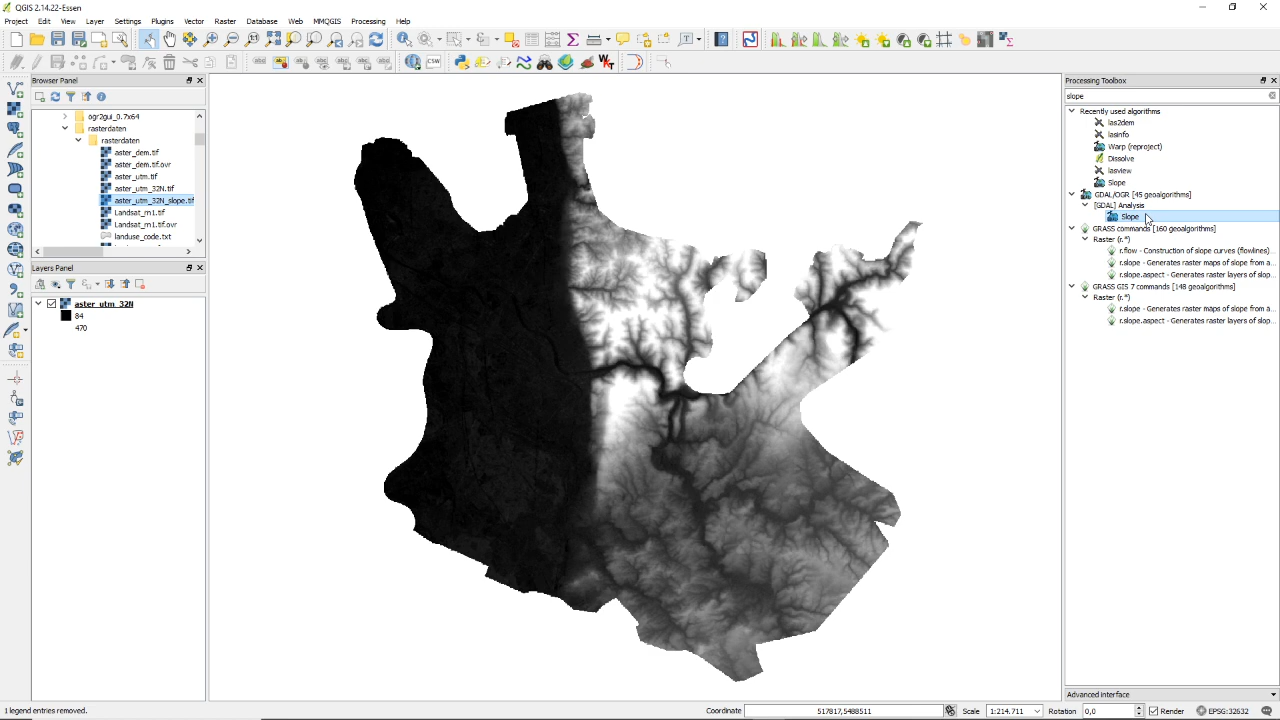 QGIS 2.14.22-Essen
Project Edit View Layer Settings Plugins Vector Raster Database Web MMQGIS Processing Help
Browser Panel
ogr2gui_0.7x64
rasterdaten
rasterdaten
aster_dem.tif
aster_dem.tif.ovr
aster_utm.tif
aster_utm_32N.tif
aster_utm_32N_slope.tif
Landsat_rn1.tif
Landsat_rn1.tif.ovr
landuse_code.txt
Layers Panel
aster_utm_32N
84
470
Processing Toolbox
slope
Recently used algorithms
las2dem
lasinfo
Warp (reproject)
Dissolve
lasview
Slope
GDAL/OGR [45 geoalgorithms]
[GDAL] Analysis
Slope
GRASS commands [160 geoalgorithms]
Raster (r.*)
r.flow - Construction of slope curves (flowlines)
r.slope - Generates raster maps of slope from a...
r.slope.aspect - Generates raster layers of slop...
GRASS GIS 7 commands [148 geoalgorithms]
Raster (r.*)
r.slope - Generates raster maps of slope from a...
r.slope.aspect - Generates raster layers of slop...
Advanced interface
1 legend entries removed.
Coordinate 517817,5488511 Scale 1:214.711 Rotation 0,0 Render EPSG:32632